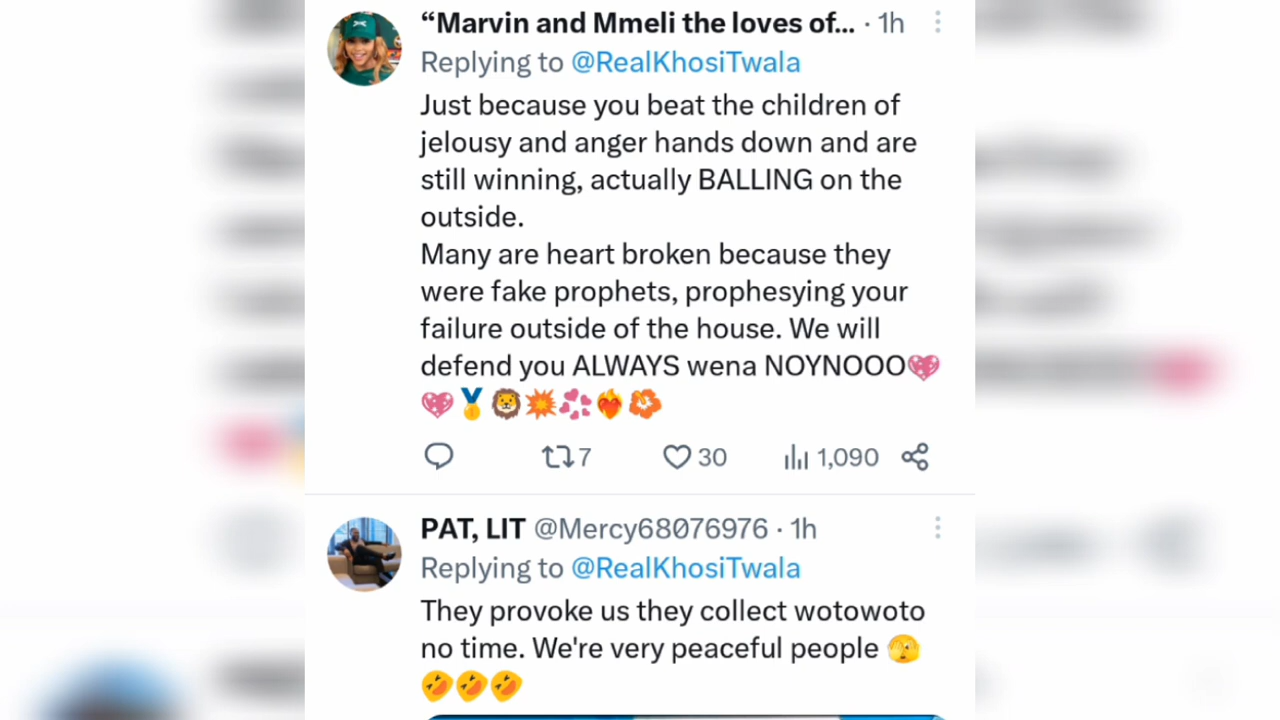 “Marvin and Mmeli the loves of... · 1h
Replying to @RealKhosiTwala
Just because you beat the children of
jelousy and anger hands down and are
still winning, actually BALLING on the
outside.
Many are heart broken because they
were fake prophets, prophesying your
failure outside of the house. We will
defend you ALWAYS wena NOYNOOO💖
💖🥇🦁💥💞❤️‍🔥🌺
7 30 1,090
PAT, LIT @Mercy68076976 · 1h
Replying to @RealKhosiTwala
They provoke us they collect wotowoto
no time. We're very peaceful people 🫣
🤣🤣🤣